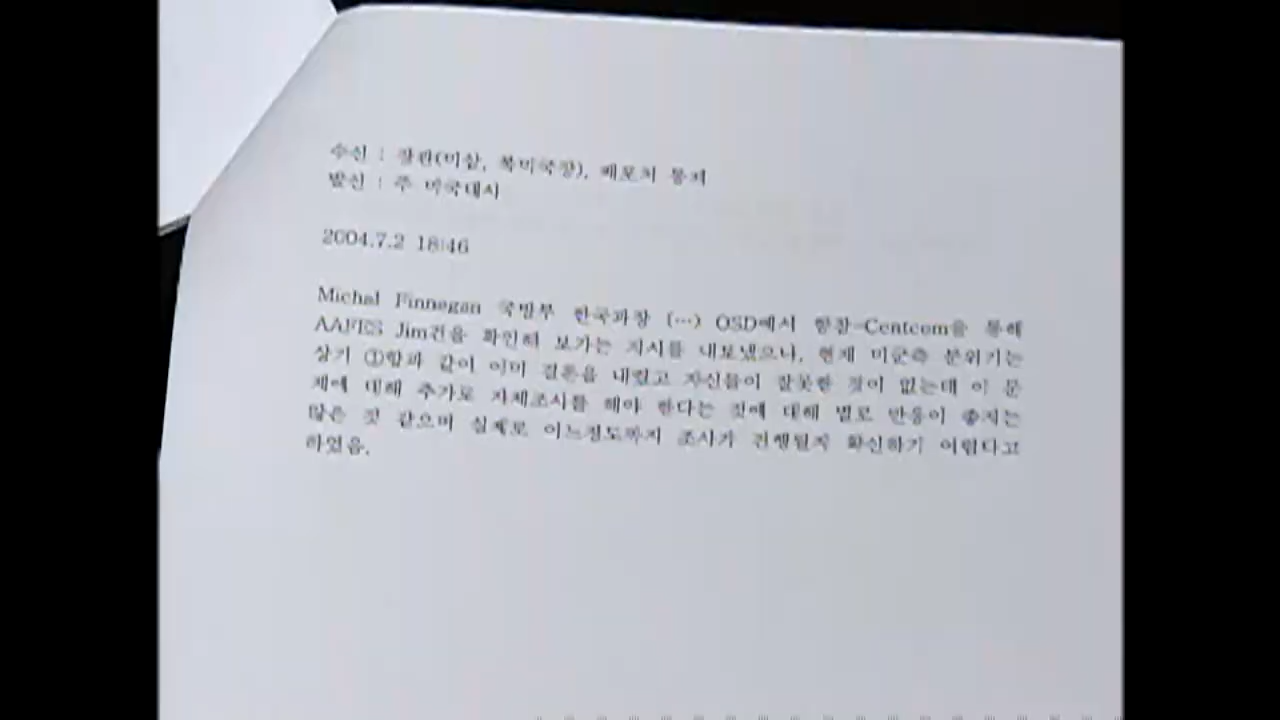 수신 : 장관(미상, 북미국장), 배포처 통제
발신 : 주 미국대사
2004.7.2 18:46
Michal Finnegan 국방부 한국과장 (…) OSD에서 합참-Centcom을 통해
AAFES Jim건을 확인해 보라는 지시를 내보냈으나, 현재 미군측 분위기는
상기 ①항과 같이 이미 결론을 내렸고 자신들이 잘못한 것이 없는데 이 문
제에 대해 추가로 자체조사를 해야 한다는 것에 대해 별로 반응이 좋지는
않은 것 같으며 실제로 어느정도까지 조사가 진행될지 확신하기 어렵다고
하였음.